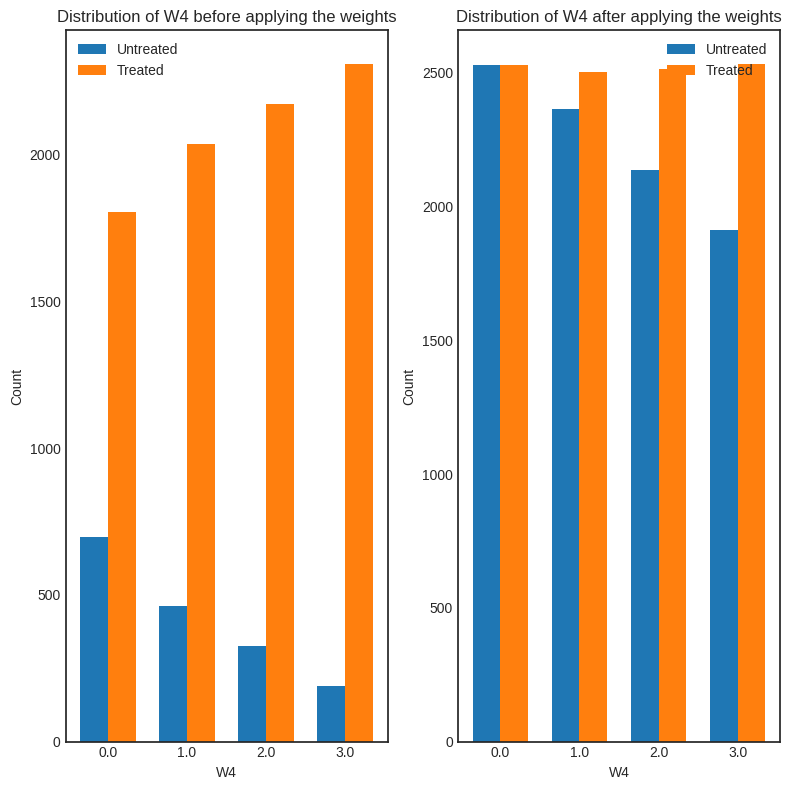 Distribution of W4 before applying the weights
Untreated
Treated
2000
1500
1000
500
0
Count
0.0 1.0 2.0 3.0
W4
Distribution of W4 after applying the weights
Untreated
Treated
2500
2000
1500
1000
500
0
Count
0.0 1.0 2.0 3.0
W4